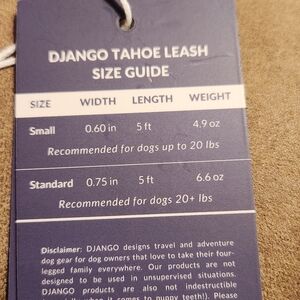 DJANGO TAHOE LEASH
SIZE GUIDE
SIZE WIDTH LENGTH WEIGHT
Small 0.60 in 5 ft 4.9 oz
Recommended for dogs up to 20 lbs
Standard 0.75 in 5 ft 6.6 oz
Recommended for dogs 20+ lbs
Disclaimer: DJANGO designs travel and adventure
dog gear for dog owners that love to take their four-
legged family everywhere. Our products are not
designed to be used in unsupervised situations.
DJANGO products are also not indestructible
when it comes to puppy teeth!). Please